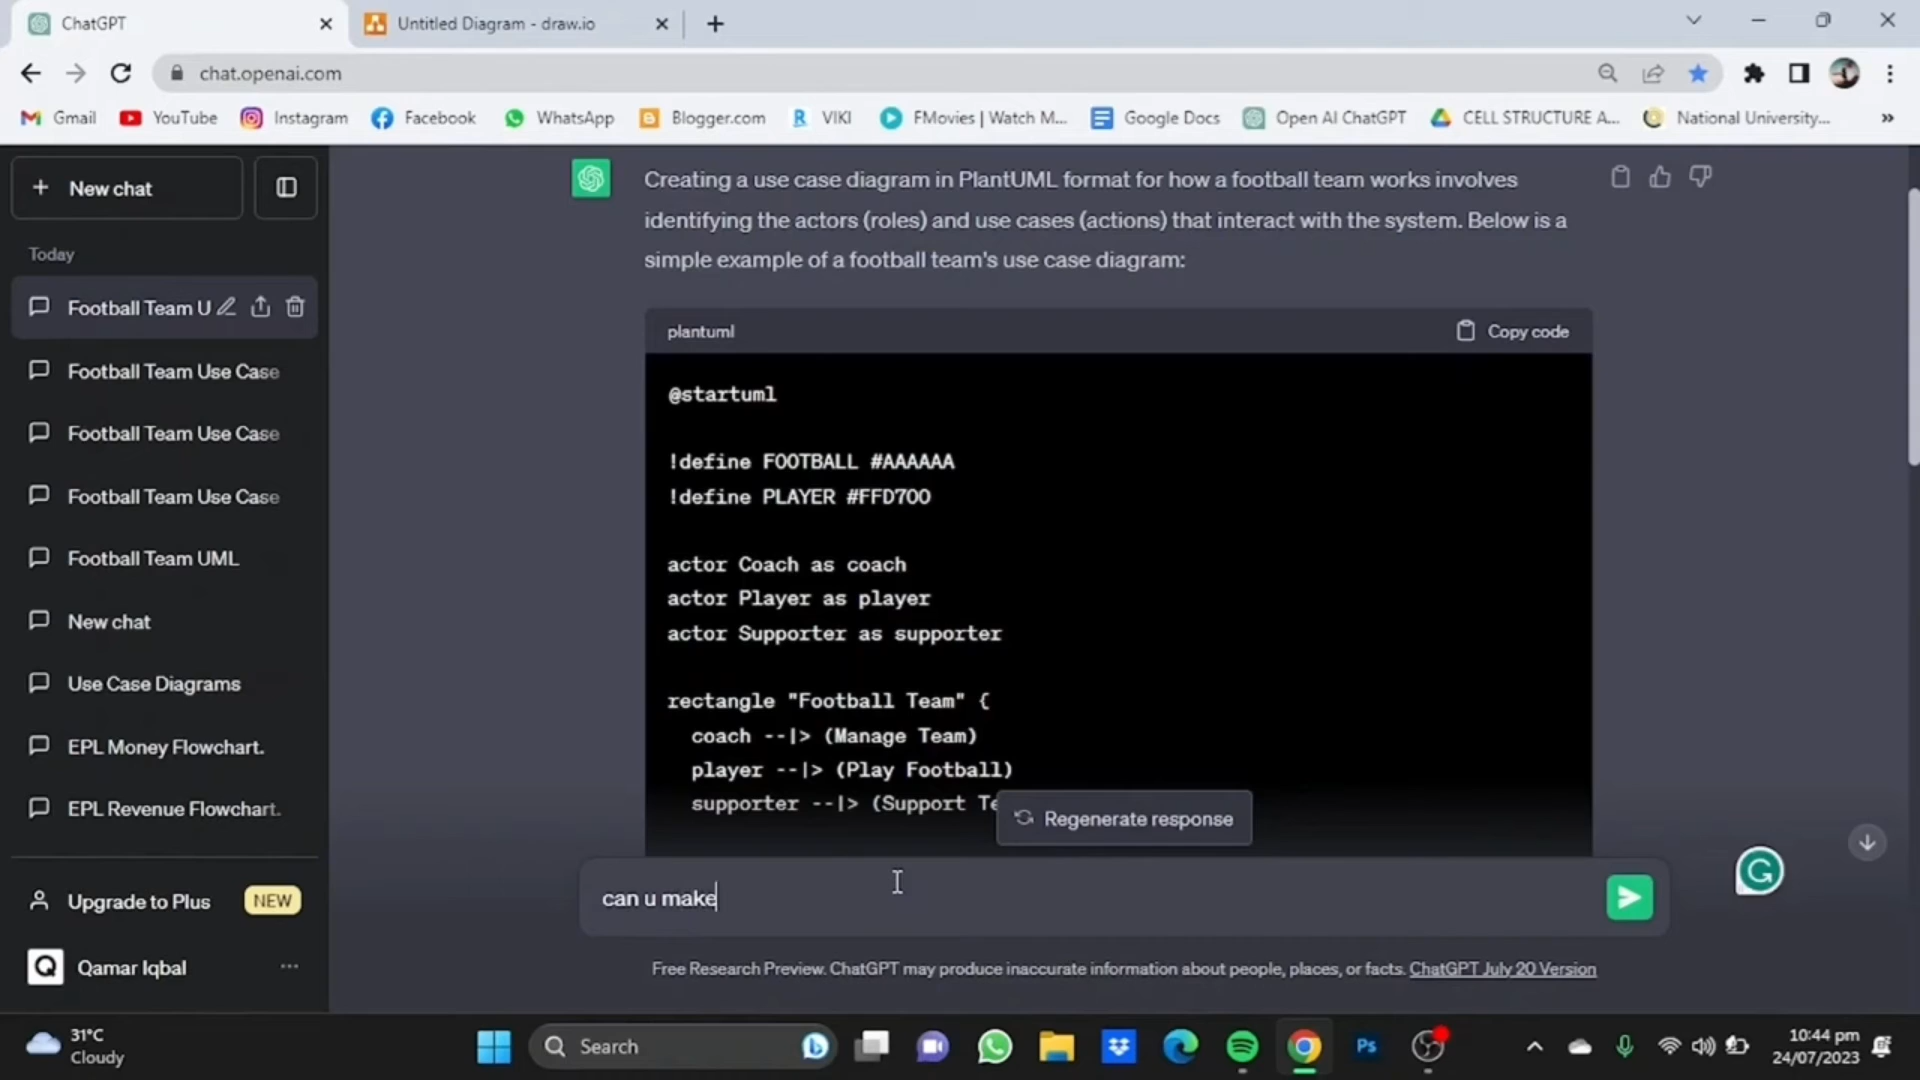 ChatGPT
Untitled Diagram - draw.io
chat.openai.com
Gmail
YouTube
Instagram
Facebook
WhatsApp
Blogger.com
VIKI
FMovies | Watch M...
Google Docs
Open AI ChatGPT
CELL STRUCTURE A...
National University...
»
+ New chat
Today
Football Team U
Football Team Use Case
Football Team Use Case
Football Team Use Case
Football Team UML
New chat
Use Case Diagrams
EPL Money Flowchart.
EPL Revenue Flowchart.
Upgrade to Plus
NEW
Q
Qamar Iqbal
...
Creating a use case diagram in PlantUML format for how a football team works involves
identifying the actors (roles) and use cases (actions) that interact with the system. Below is a
simple example of a football team's use case diagram:
plantuml
Copy code
@startuml
!define FOOTBALL #AAAAAA
!define PLAYER #FFD700
actor Coach as coach
actor Player as player
actor Supporter as supporter
rectangle "Football Team" {
coach --|> (Manage Team)
player --|> (Play Football)
supporter --|> (Support Te
Regenerate response
can u make
Free Research Preview. ChatGPT may produce inaccurate information about people, places, or facts. ChatGPT July 20 Version
31°C
Cloudy
Search
Ps
10:44 pm
24/07/2023